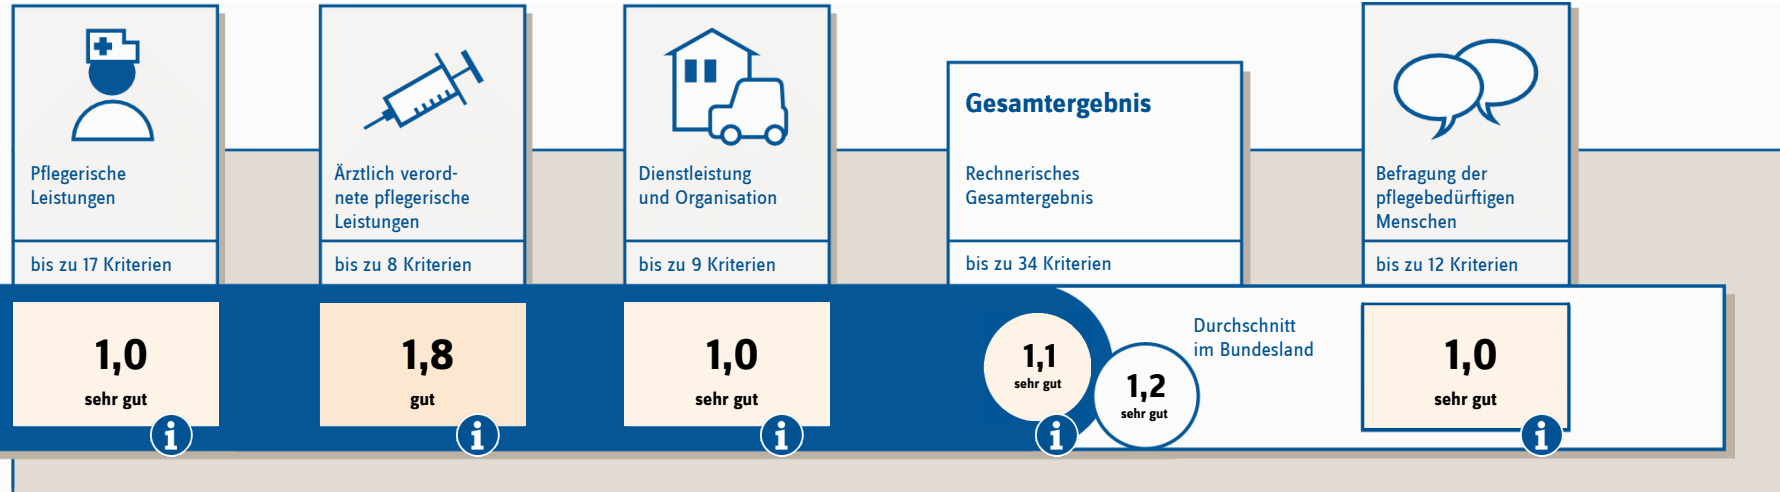 Pflegerische
Leistungen
bis zu 17 Kriterien
1,0
sehr gut
i
Ärztlich verord-
nete pflegerische
Leistungen
bis zu 8 Kriterien
1,8
gut
i
Dienstleistung
und Organisation
bis zu 9 Kriterien
1,0
sehr gut
i
Gesamtergebnis
Rechnerisches
Gesamtergebnis
bis zu 34 Kriterien
1,1
sehr gut
i
Durchschnitt
im Bundesland
1,2
sehr gut
Befragung der
pflegebedürftigen
Menschen
bis zu 12 Kriterien
1,0
sehr gut
i